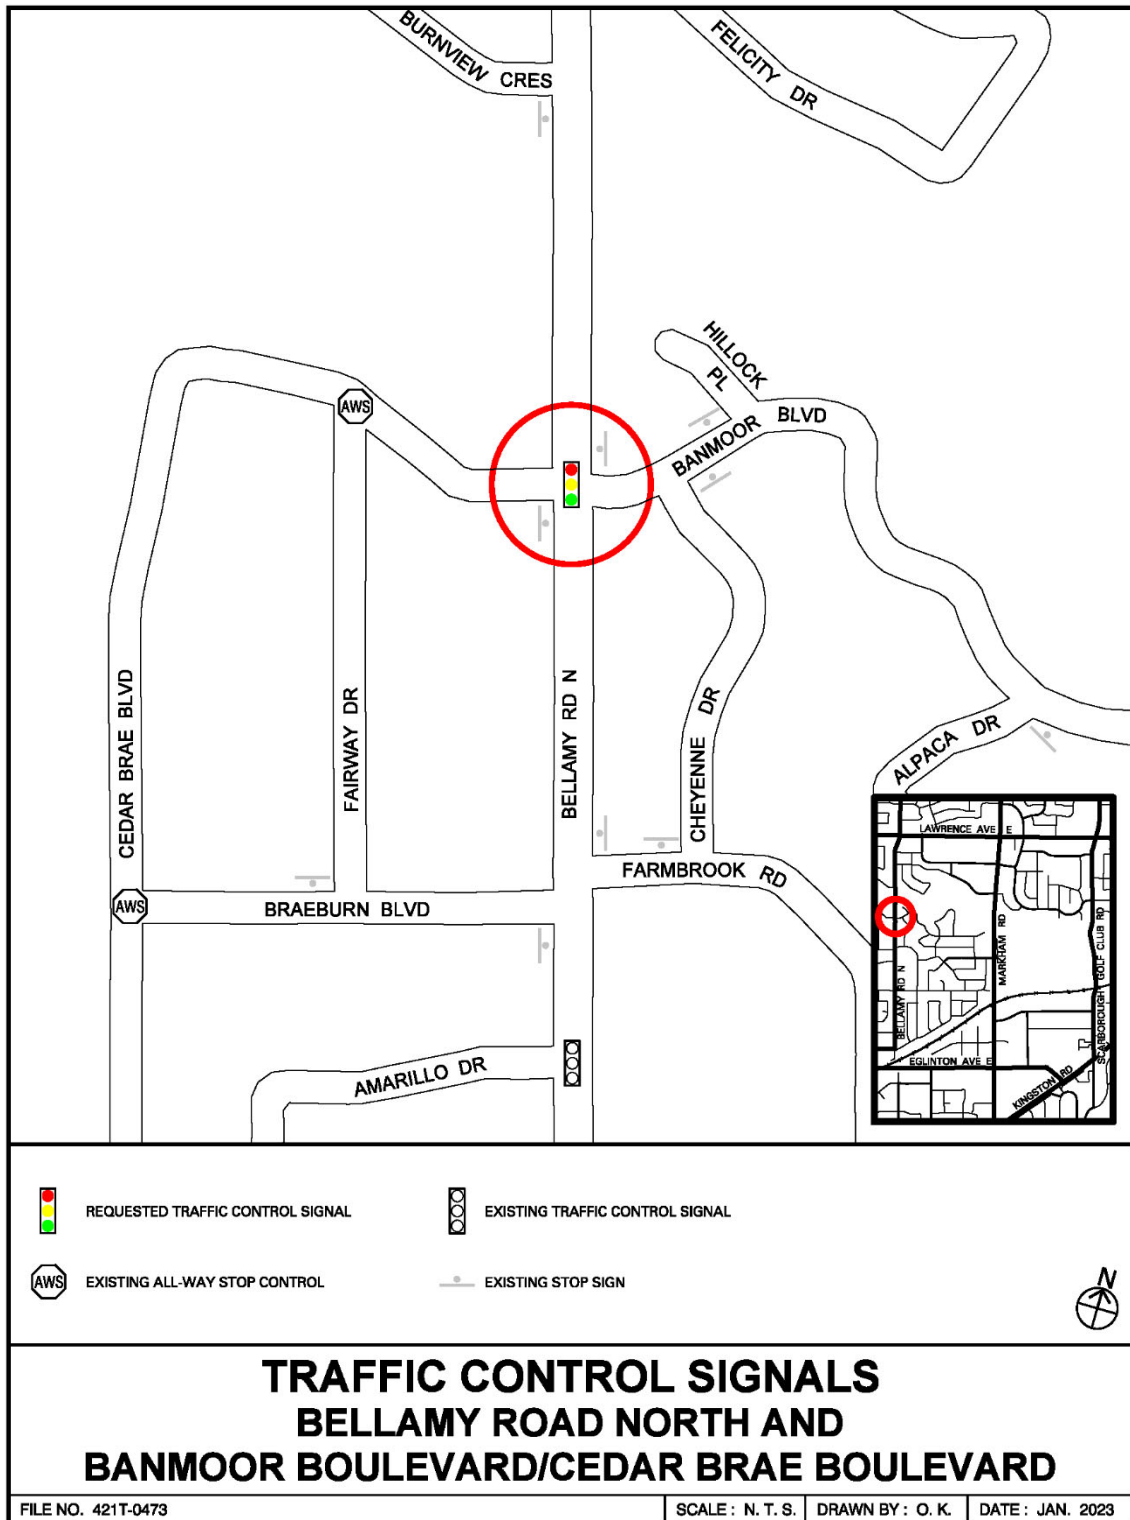 BURNVIEW CRES
FELICITY DR
HILLOCK
PL
BANMOOR BLVD
AWS
CEDAR BRAE BLVD
FAIRWAY DR
BELLAMY RD N
CHEYENNE DR
ALPACA DR
FARMBROOK RD
AWS
BRAEBURN BLVD
AMARILLO DR
LAWRENCE AVE E
MARKHAM RD
SCARBOROUGH GOLF CLUB RD
BELLAMY RD N
EGLINTON AVE E
KINGSTON RD
REQUESTED TRAFFIC CONTROL SIGNAL
EXISTING TRAFFIC CONTROL SIGNAL
AWS
EXISTING ALL-WAY STOP CONTROL
EXISTING STOP SIGN
N
TRAFFIC CONTROL SIGNALS
BELLAMY ROAD NORTH AND
BANMOOR BOULEVARD/CEDAR BRAE BOULEVARD
FILE NO. 421T-0473
SCALE : N. T. S.
DRAWN BY : O. K.
DATE : JAN. 2023